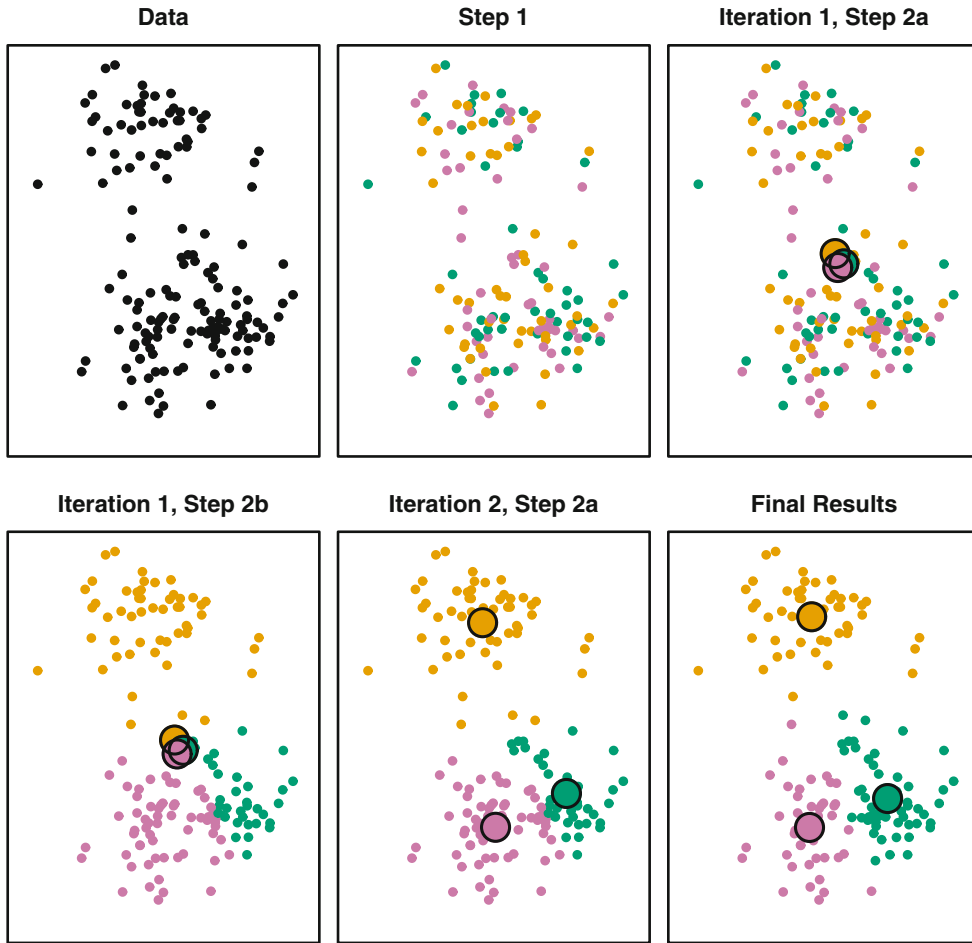 Data
Step 1
Iteration 1, Step 2a
Iteration 1, Step 2b
Iteration 2, Step 2a
Final Results